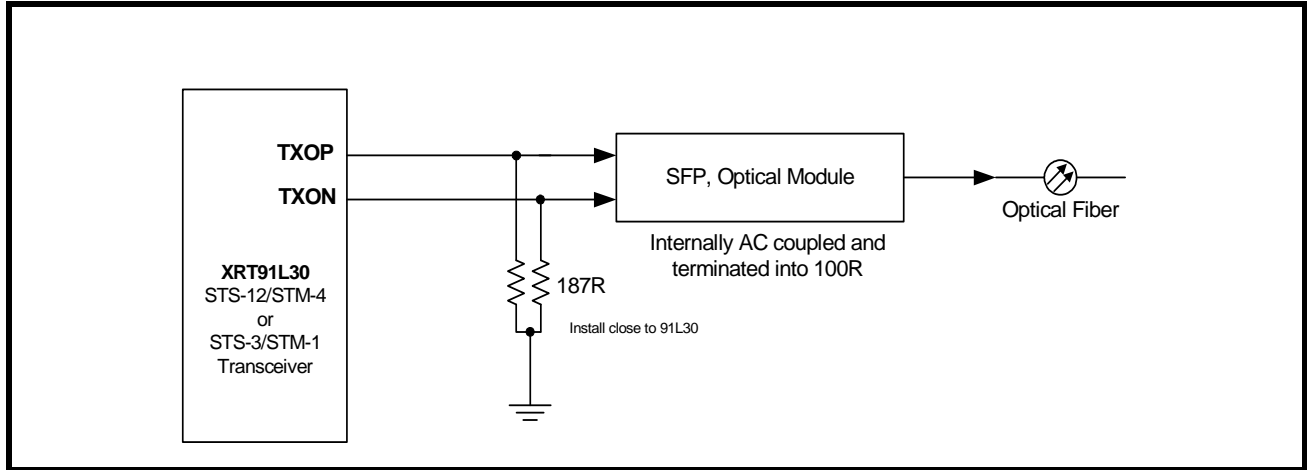 TXOP
TXON
XRT91L30
STS-12/STM-4
or
STS-3/STM-1
Transceiver
SFP, Optical Module
Internally AC coupled and
terminated into 100R
187R
Install close to 91L30
Optical Fiber